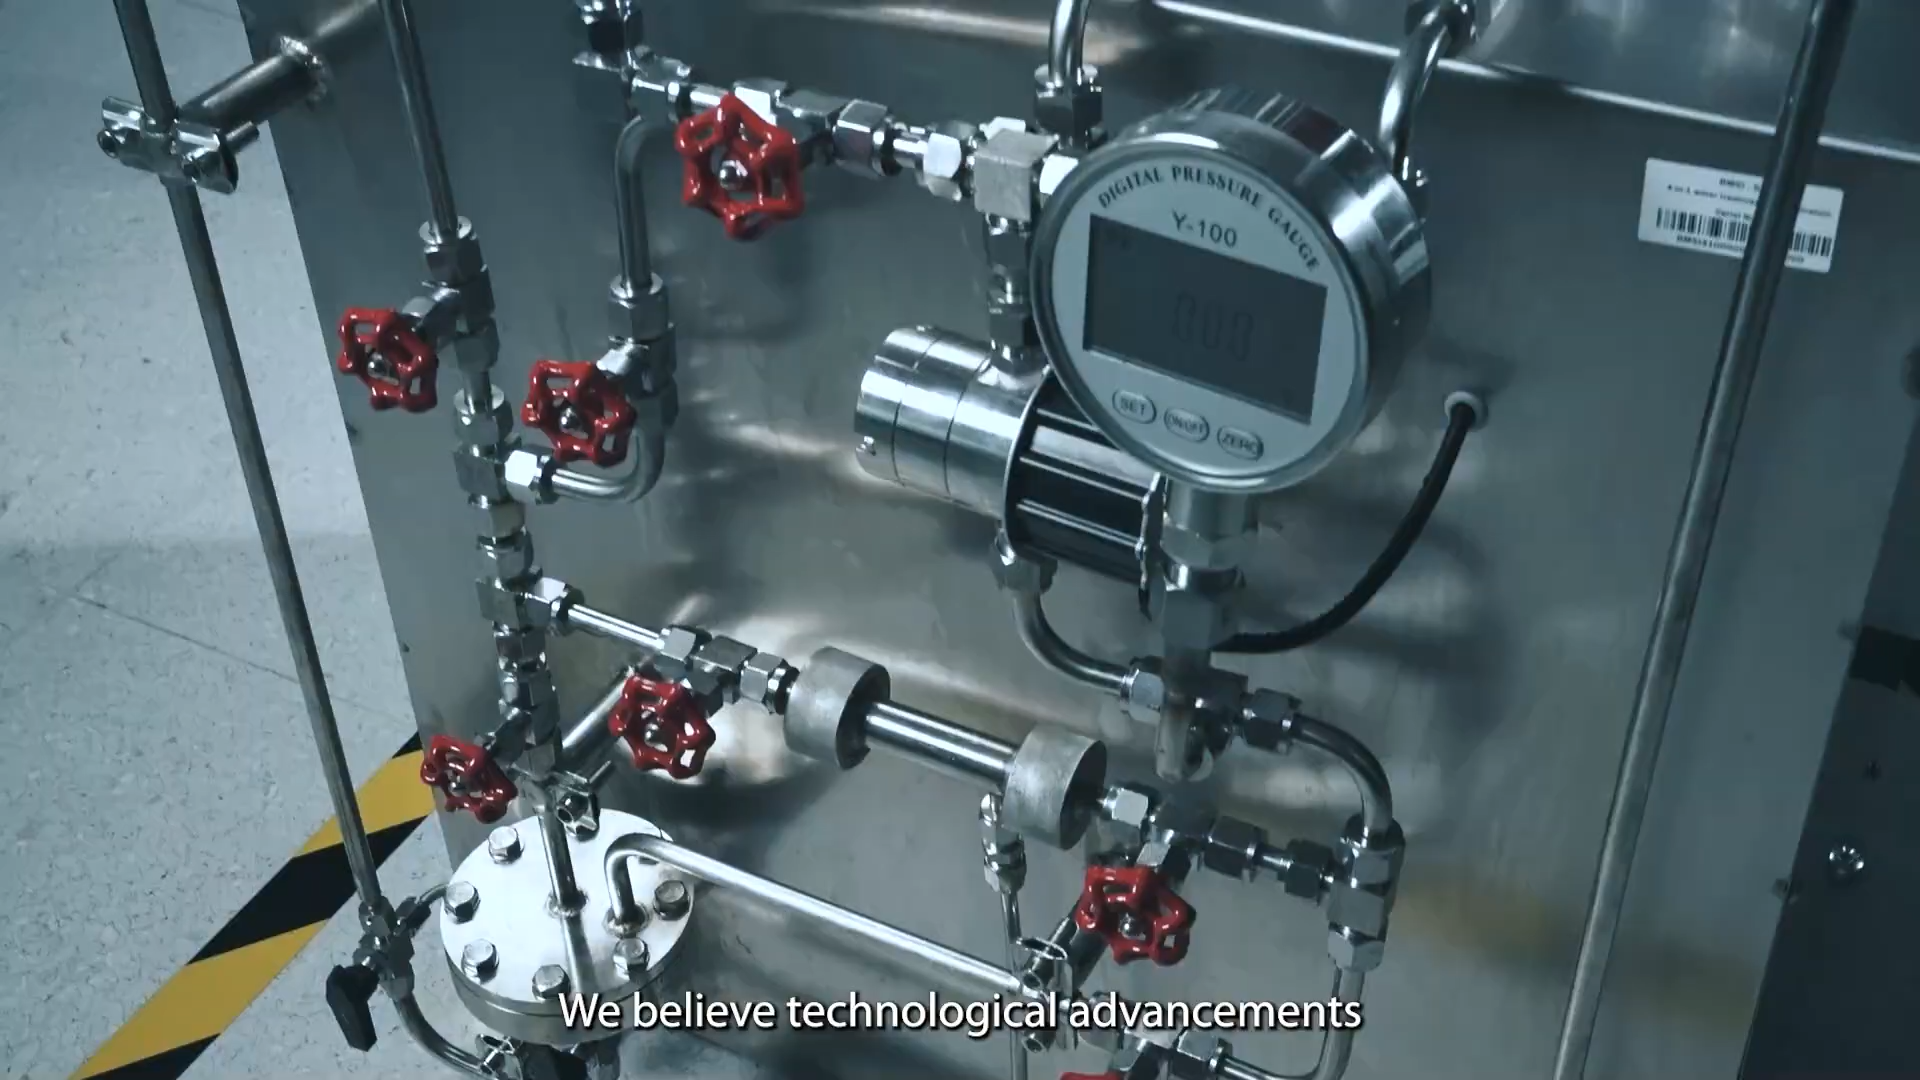 DIGITAL PRESSURE GAUGE
Y-100
SET
ON/OFF
ZERO
We believe technological advancements